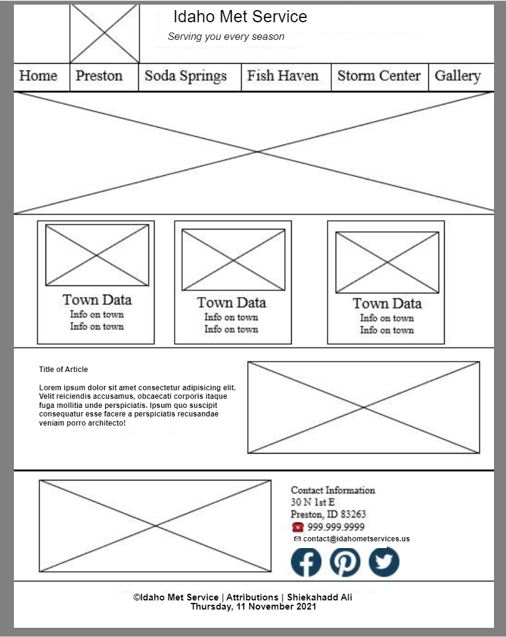 Idaho Met Service
Serving you every season
Home Preston Soda Springs Fish Haven Storm Center Gallery
Town Data
Info on town
Info on town
Town Data
Info on town
Info on town
Town Data
Info on town
Info on town
Title of Article
Lorem ipsum dolor sit amet consectetur adipisicing elit.
Velit reiciendis accusamus, obcaecati corporis itaque
fuga mollitia unde perspiciatis. Ipsum quo suscipit
consequatur esse facere a perspiciatis recusandae
veniam porro architecto!
Contact Information
30 N 1st E
Preston, ID 83263
999.999.9999
contact@idahometservices.us
©Idaho Met Service | Attributions | Shiekahadd Ali
Thursday, 11 November 2021